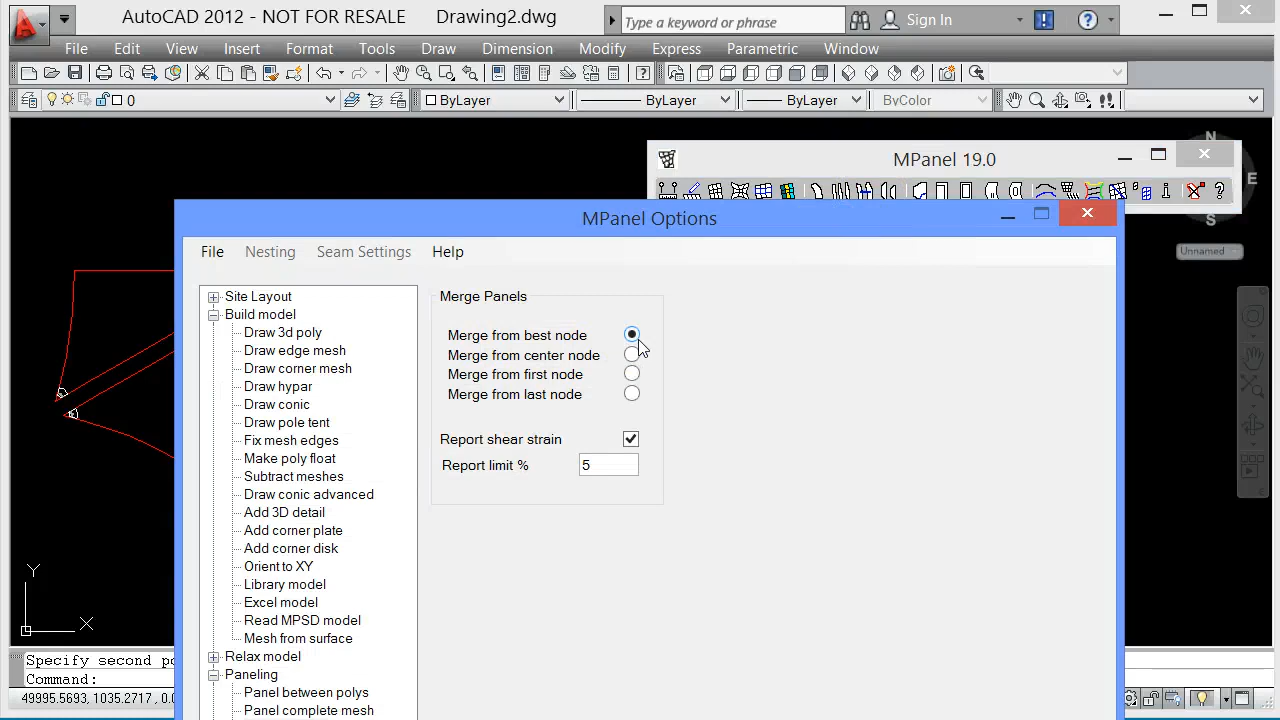 AutoCAD 2012 - NOT FOR RESALE Drawing2.dwg
Type a keyword or phrase
Sign In
File Edit View Insert Format Tools Draw Dimension Modify Express Parametric Window
0 ByLayer ByLayer ByLayer ByColor
N
MPanel 19.0
E
S
MPanel Options
File Nesting Seam Settings Help
Unnamed
Site Layout
Build model
Draw 3d poly
Draw edge mesh
Draw corner mesh
Draw hypar
Draw conic
Draw pole tent
Fix mesh edges
Make poly float
Subtract meshes
Draw conic advanced
Add 3D detail
Add corner plate
Add corner disk
Orient to XY
Library model
Excel model
Read MPSD model
Mesh from surface
Relax model
Paneling
Panel between polys
Panel complete mesh
Merge Panels
Merge from best node
Merge from center node
Merge from first node
Merge from last node
Report shear strain
Report limit % 5
Y
X
Specify second po
Command:
49995.5693, 1035.2717, 0.0